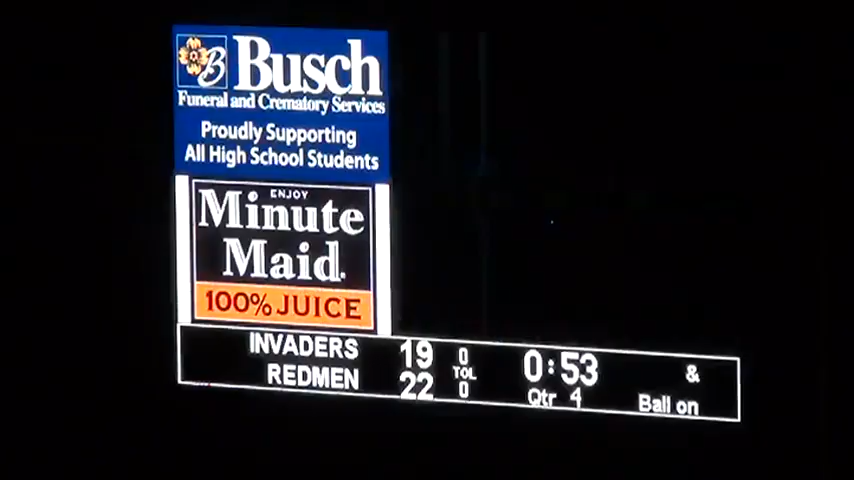 B Busch
Funeral and Crematory Services
Proudly Supporting
All High School Students
ENJOY
Minute
Maid
100% JUICE
INVADERS 19 0 0:53 &
TOL
REDMEN 22 0 Qtr 4 Ball on